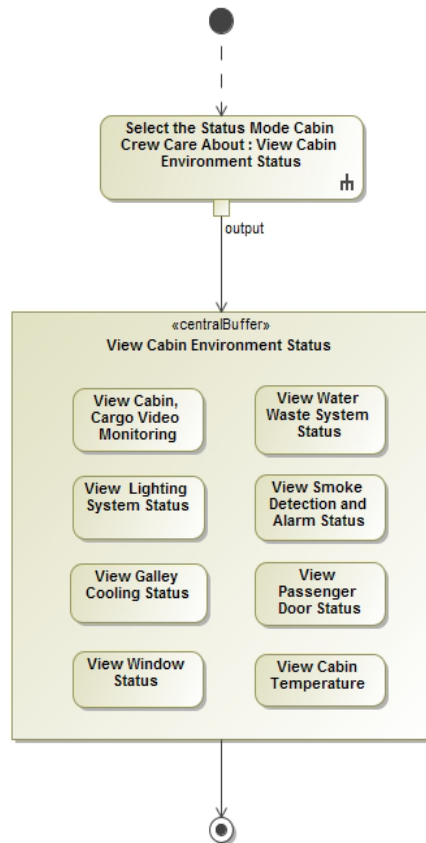 Select the Status Mode Cabin
Crew Care About : View Cabin
Environment Status
output
«centralBuffer»
View Cabin Environment Status
View Cabin,
Cargo Video
Monitoring
View Water
Waste System
Status
View Lighting
System Status
View Smoke
Detection and
Alarm Status
View Galley
Cooling Status
View
Passenger
Door Status
View Window
Status
View Cabin
Temperature